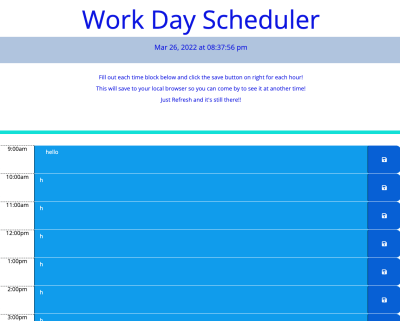 Work Day Scheduler
Mar 26, 2022 at 08:37:56 pm
Fill out each time block below and click the save button on right for each hour!
This will save to your local browser so you can come by to see it at another time!
Just Refresh and it's still there!!
9:00am hello
10:00am h
11:00am h
12:00pm h
1:00pm h
2:00pm h
3:00pm h